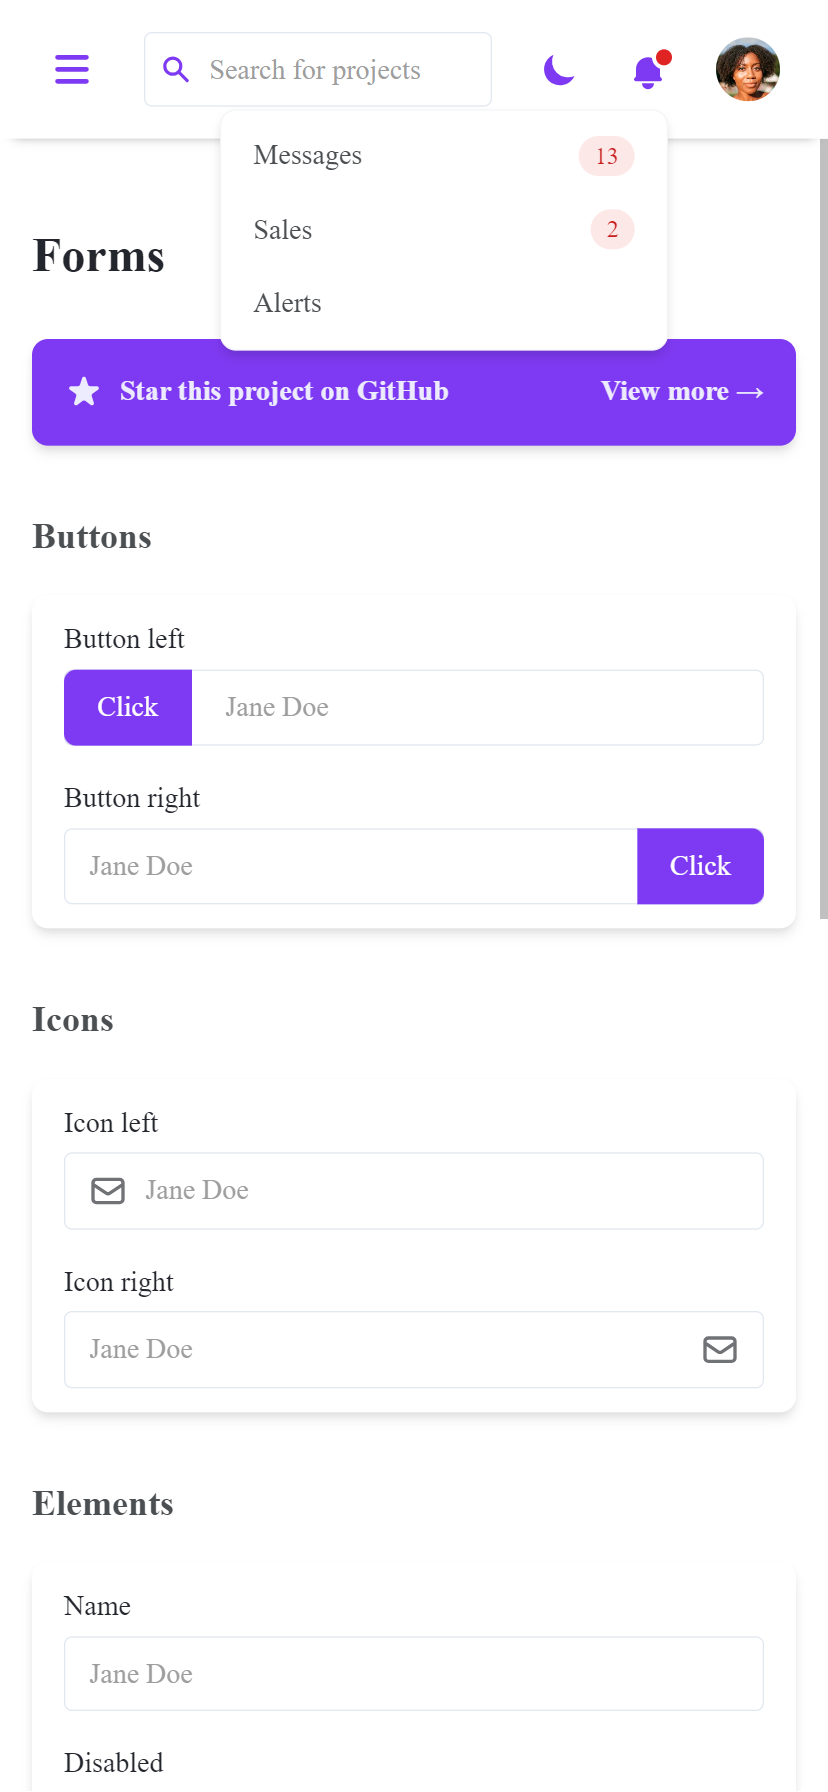 Search for projects
Messages 13
Sales 2
Alerts
Forms
Star this project on GitHub View more →
Buttons
Button left
Click Jane Doe
Button right
Jane Doe Click
Icons
Icon left
Jane Doe
Icon right
Jane Doe
Elements
Name
Jane Doe
Disabled